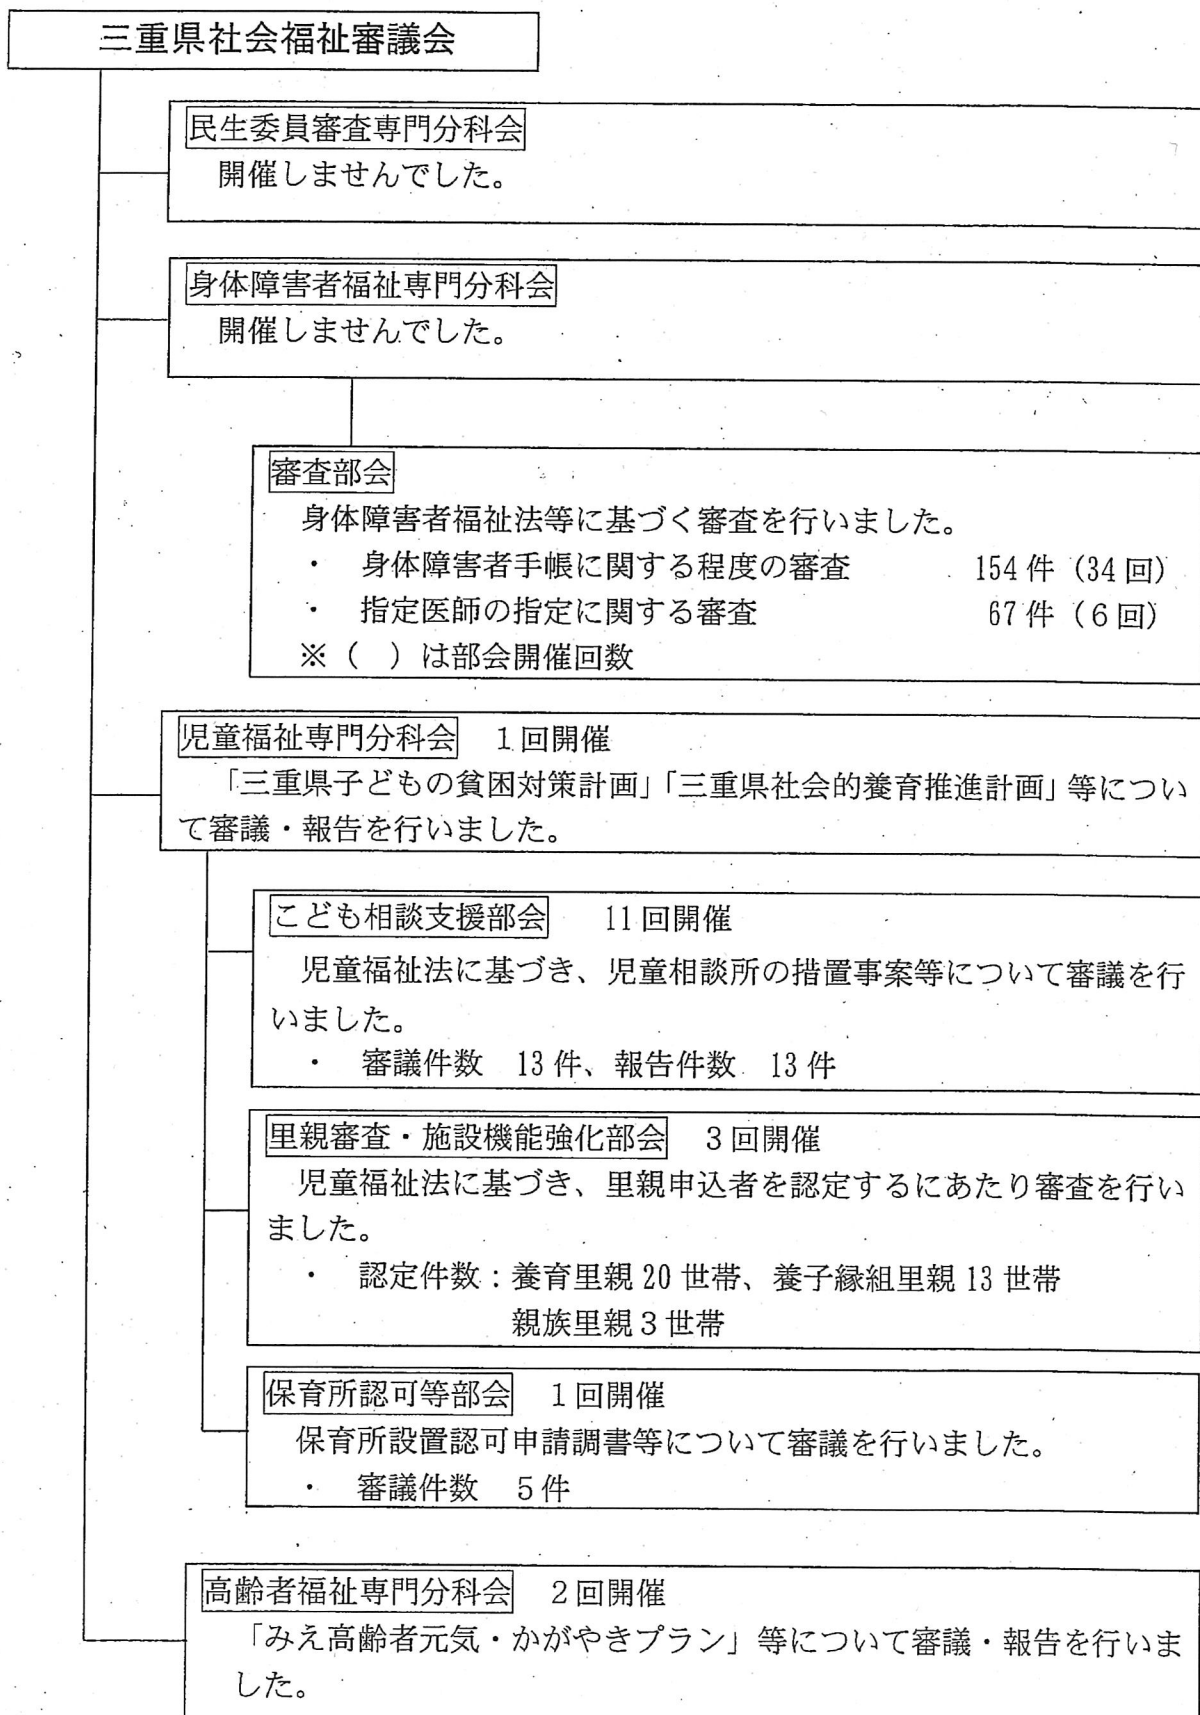 三重県社会福祉審議会
民生委員審査専門分科会
開催しませんでした。
身体障害者福祉専門分科会
開催しませんでした。
審査部会
身体障害者福祉法等に基づく審査を行いました。
・ 身体障害者手帳に関する程度の審査 154件（34回）
・ 指定医師の指定に関する審査 67件（6回）
※（ ）は部会開催回数
児童福祉専門分科会 1回開催
「三重県子どもの貧困対策計画」「三重県社会的養育推進計画」等につい
て審議・報告を行いました。
こども相談支援部会 11回開催
児童福祉法に基づき、児童相談所の措置事案等について審議を行
いました。
・ 審議件数 13件、報告件数 13件
里親審査・施設機能強化部会 3回開催
児童福祉法に基づき、里親申込者を認定するにあたり審査を行い
ました。
・ 認定件数：養育里親20世帯、養子縁組里親13世帯
親族里親3世帯
保育所認可等部会 1回開催
保育所設置認可申請調書等について審議を行いました。
・ 審議件数 5件
高齢者福祉専門分科会 2回開催
「みえ高齢者元気・かがやきプラン」等について審議・報告を行いま
した。